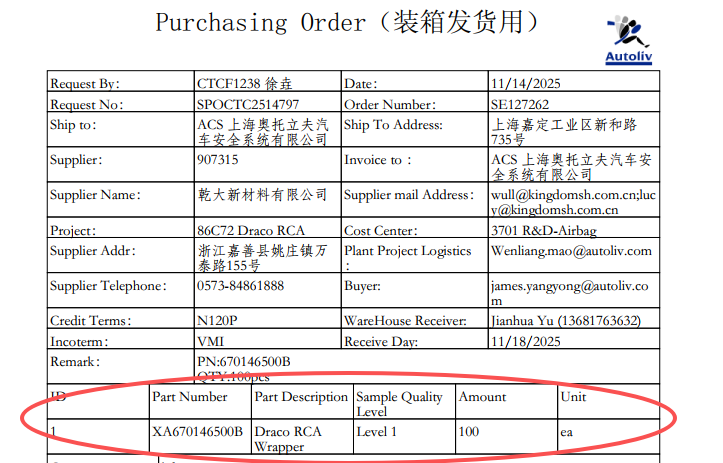 Purchasing Order（装箱发货用）
Autoliv
Request By: CTCF1238 徐垚 Date: 11/14/2025
Request No: SPOCTC2514797 Order Number: SE127262
Ship to: ACS 上海奥托立夫汽车安全系统有限公司 Ship To Address: 上海嘉定工业区新和路735号
Supplier: 907315 Invoice to : ACS 上海奥托立夫汽车安全系统有限公司
Supplier Name: 乾大新材料有限公司 Supplier mail Address: wull@kingdomsh.com.cn;lucy@kingdomsh.com.cn
Project: 86C72 Draco RCA Cost Center: 3701 R&D-Airbag
Supplier Addr: 浙江嘉善县姚庄镇万泰路155号 Plant Project Logistics : Wenliang.mao@autoliv.com
Supplier Telephone: 0573-84861888 Buyer: james.yangyong@autoliv.com
Credit Terms: N120P WareHouse Receiver: Jianhua Yu (13681763632)
Incoterm: VMI Receive Day: 11/18/2025
Remark: PN:670146500B
QTY:100pcs
ID Part Number Part Description Sample Quality Level Amount Unit
1 XA670146500B Draco RCA Wrapper Level 1 100 ea